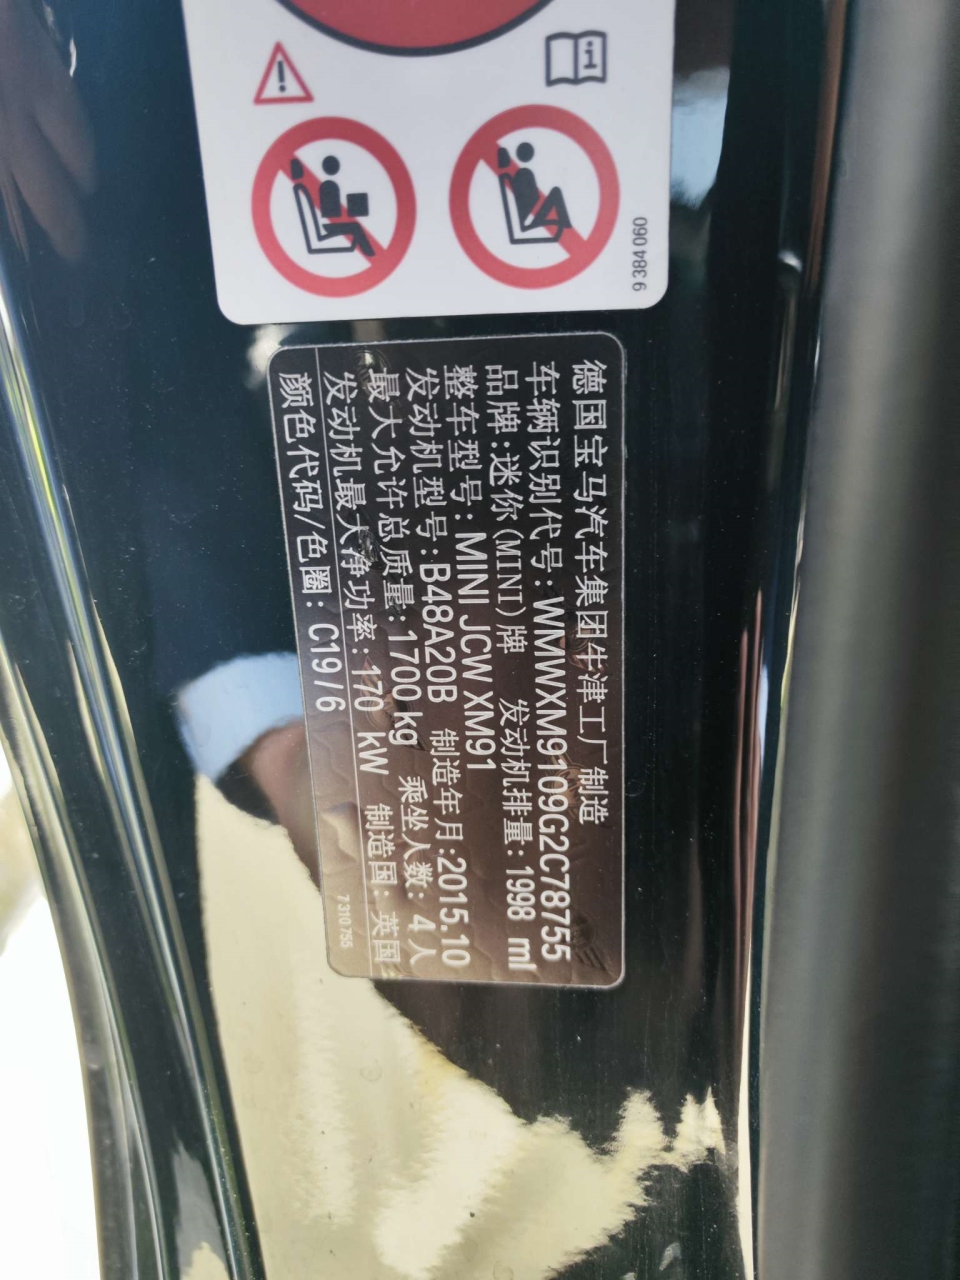 9 384 060
德国宝马汽车集团牛津工厂制造
车辆识别代号: WMWXM9109G2C78755
品牌:迷你(MINI)牌 发动机排量: 1998 ml
整车型号: MINI JCW XM91
发动机型号:B48A20B 制造年月:2015.10
最大允许总质量:1700 kg 乘坐人数: 4人
发动机最大净功率: 170 kW 制造国: 英国
颜色代码/色圈: C19/6
7 310 755